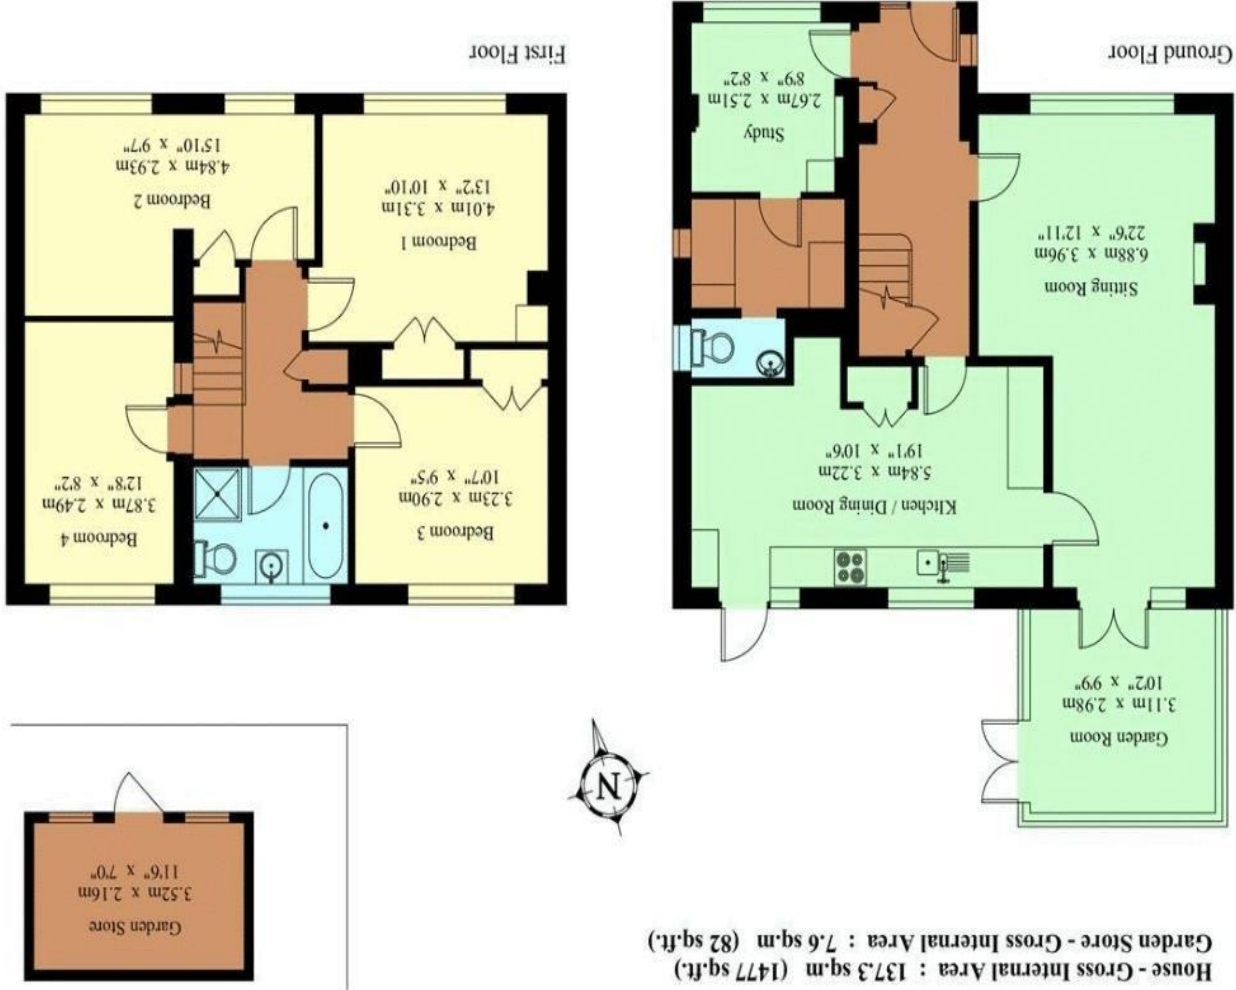 House - Gross Internal Area : 137.3 sq.m (1477 sq.ft.)
Garden Store - Gross Internal Area : 7.6 sq.m (82 sq.ft.)
Garden Store
3.52m x 2.16m
11'6" x 7'0"
N
Garden Room
3.11m x 2.98m
10'2" x 9'9"
KItchen / Dining Room
5.84m x 3.22m
19'1" x 10'6"
Sitting Room
6.88m x 3.96m
22'6" x 12'11"
Study
2.67m x 2.51m
8'9" x 8'2"
Ground Floor
Bedroom 3
3.23m x 2.90m
10'7" x 9'5"
Bedroom 4
3.87m x 2.49m
12'8" x 8'2"
Bedroom 1
4.01m x 3.31m
13'2" x 10'10"
Bedroom 2
4.84m x 2.93m
15'10" x 9'7"
First Floor